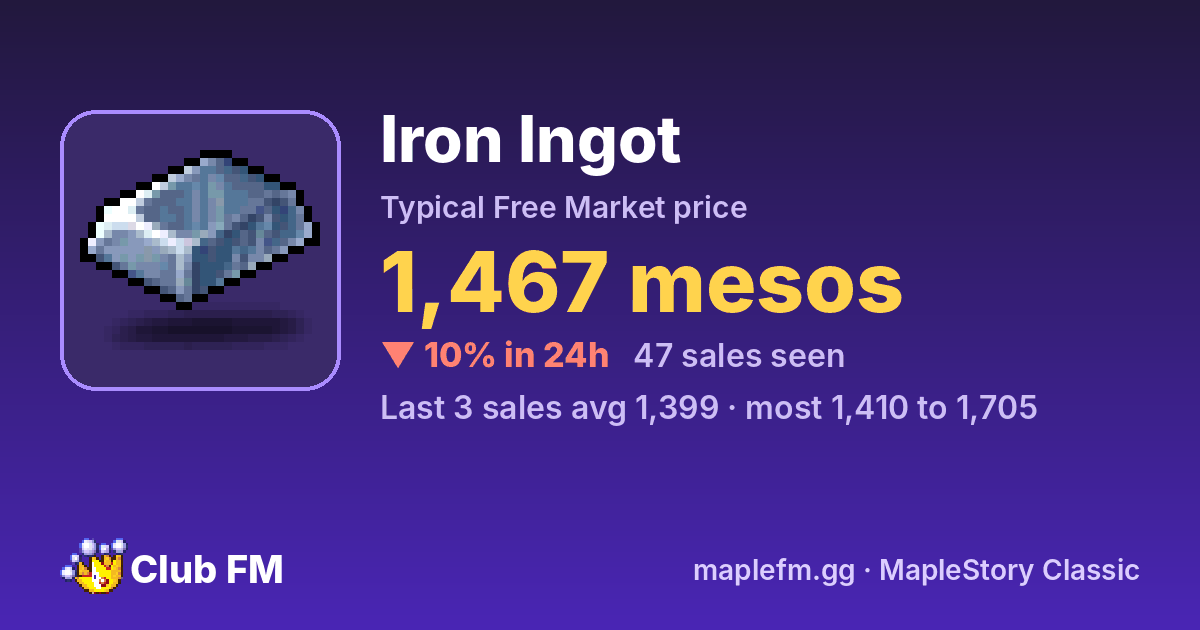 Iron Ingot
Typical Free Market price
1,467 mesos
▼ 10% in 24h 47 sales seen
Last 3 sales avg 1,399 · most 1,410 to 1,705
Club FM
maplefm.gg · MapleStory Classic